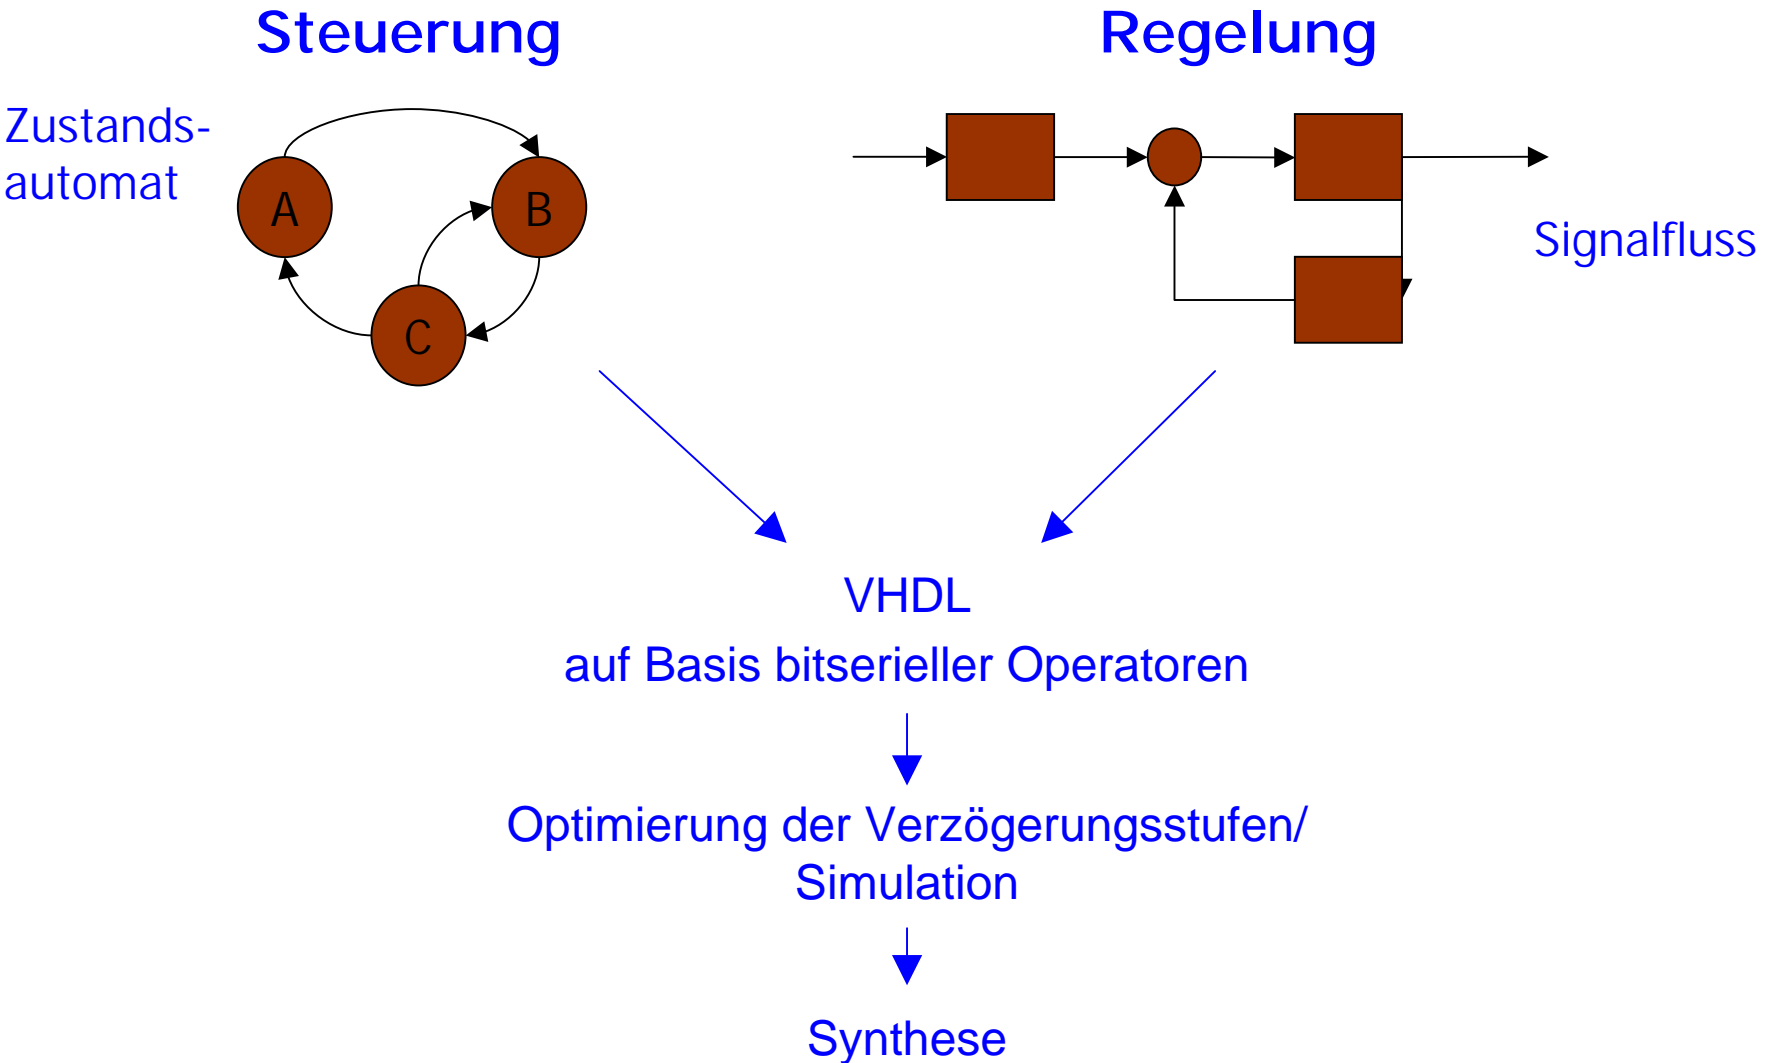 Steuerung
Regelung
Zustands-
automat
A
B
C
Signalfluss
VHDL
auf Basis bitserieller Operatoren
Optimierung der Verzögerungsstufen/
Simulation
Synthese